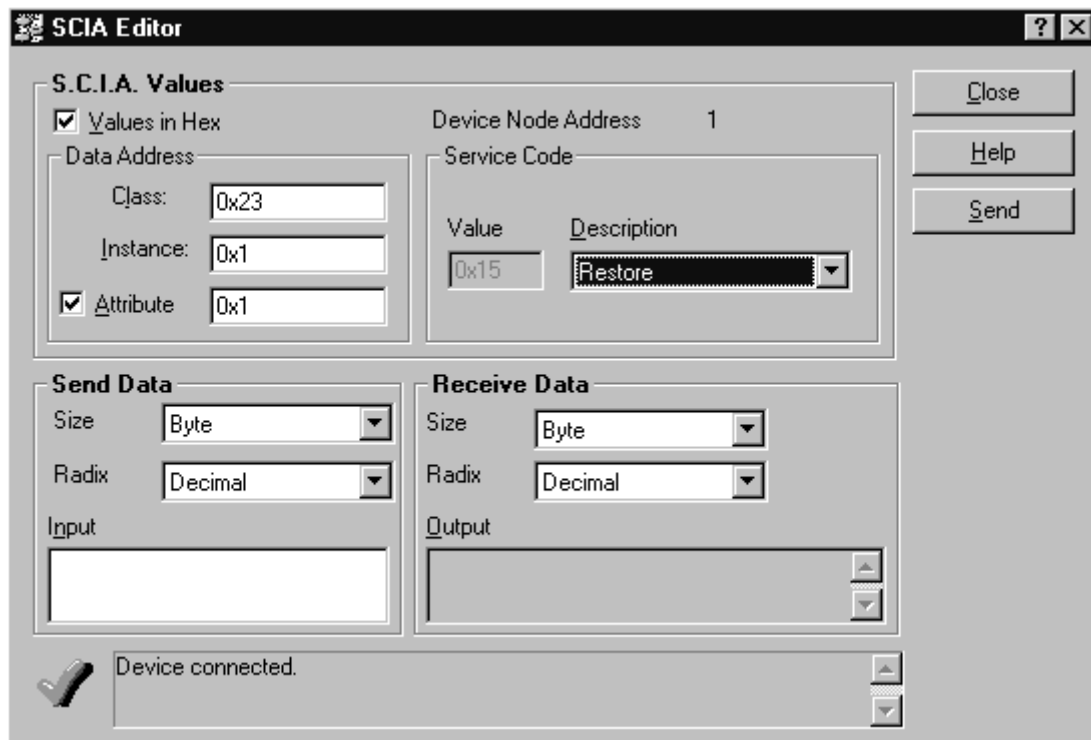 SCIA Editor
S.C.I.A. Values
Close
Values in Hex
Device Node Address 1
Help
Data Address
Service Code
Send
Class: 0x23
Value Description
Instance: 0x1
0x15 Restore
Attribute 0x1
Send Data
Receive Data
Size Byte
Size Byte
Radix Decimal
Radix Decimal
Input
Output
Device connected.